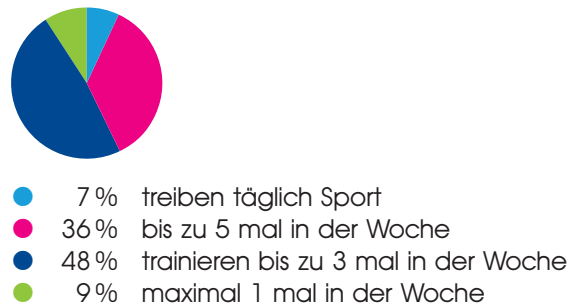 7 % treiben täglich Sport
36 % bis zu 5 mal in der Woche
48 % trainieren bis zu 3 mal in der Woche
9 % maximal 1 mal in der Woche